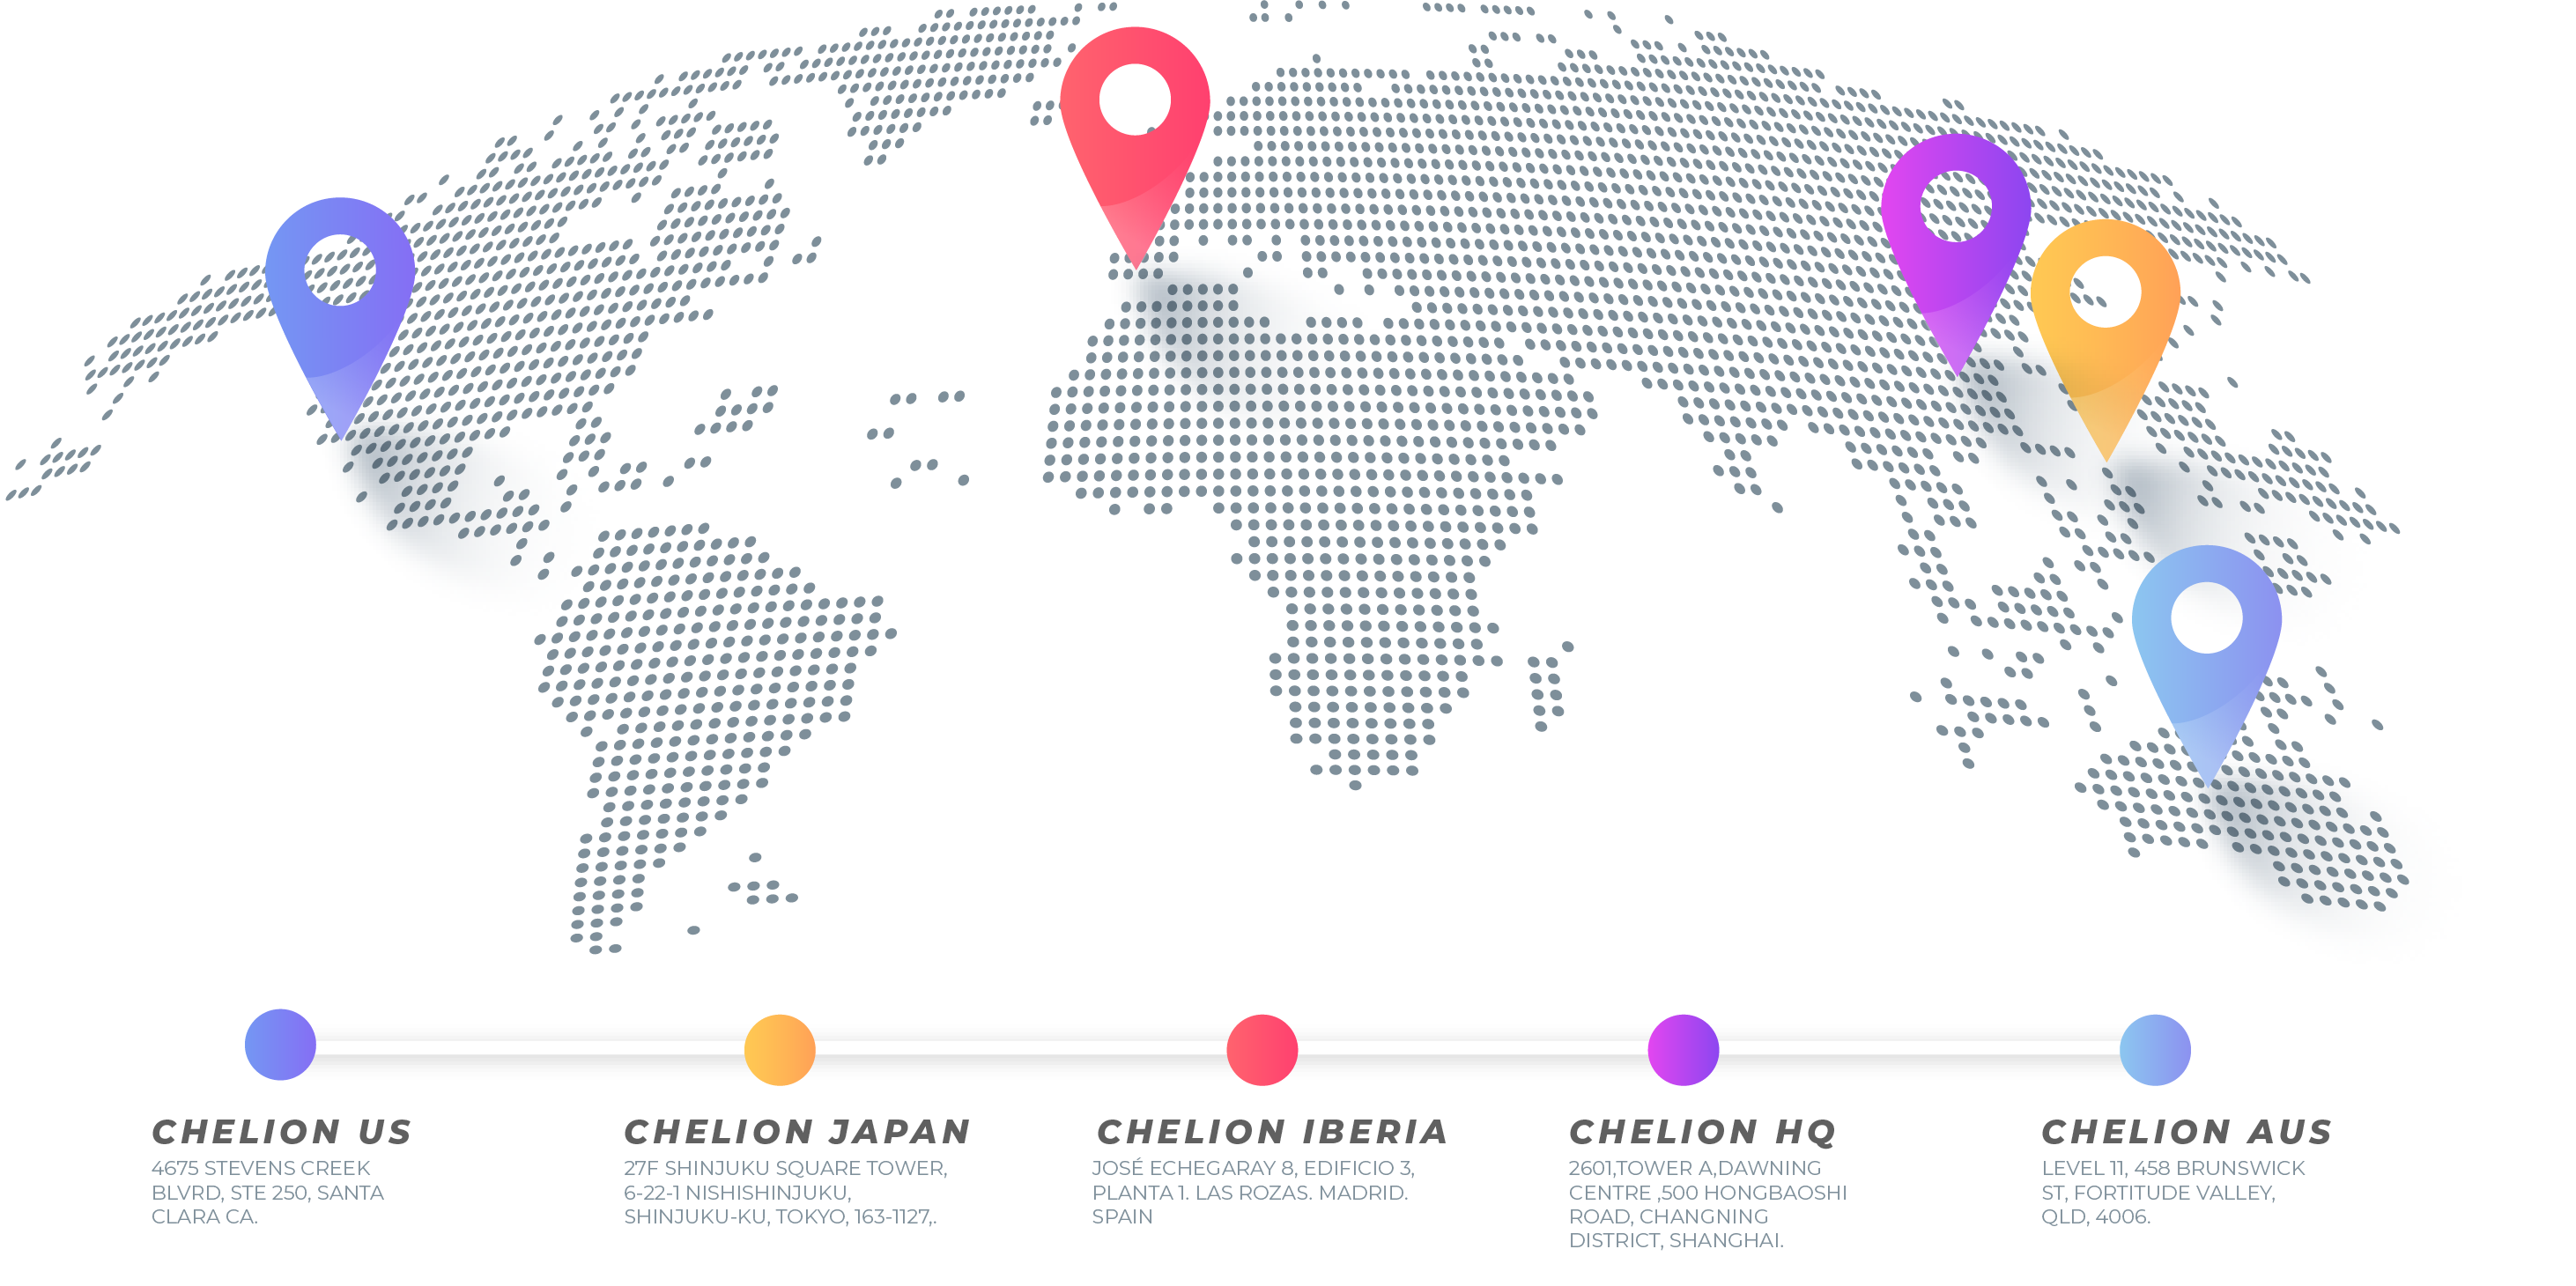 CHELION US
4675 STEVENS CREEK
BLVRD, STE 250, SANTA
CLARA CA.
CHELION JAPAN
27F SHINJUKU SQUARE TOWER,
6-22-1 NISHISHINJUKU,
SHINJUKU-KU, TOKYO, 163-1127,.
CHELION IBERIA
JOSÉ ECHEGARAY 8, EDIFICIO 3,
PLANTA 1. LAS ROZAS. MADRID.
SPAIN
CHELION HQ
2601,TOWER A,DAWNING
CENTRE ,500 HONGBAOSHI
ROAD, CHANGNING
DISTRICT, SHANGHAI.
CHELION AUS
LEVEL 11, 458 BRUNSWICK
ST, FORTITUDE VALLEY,
QLD, 4006.